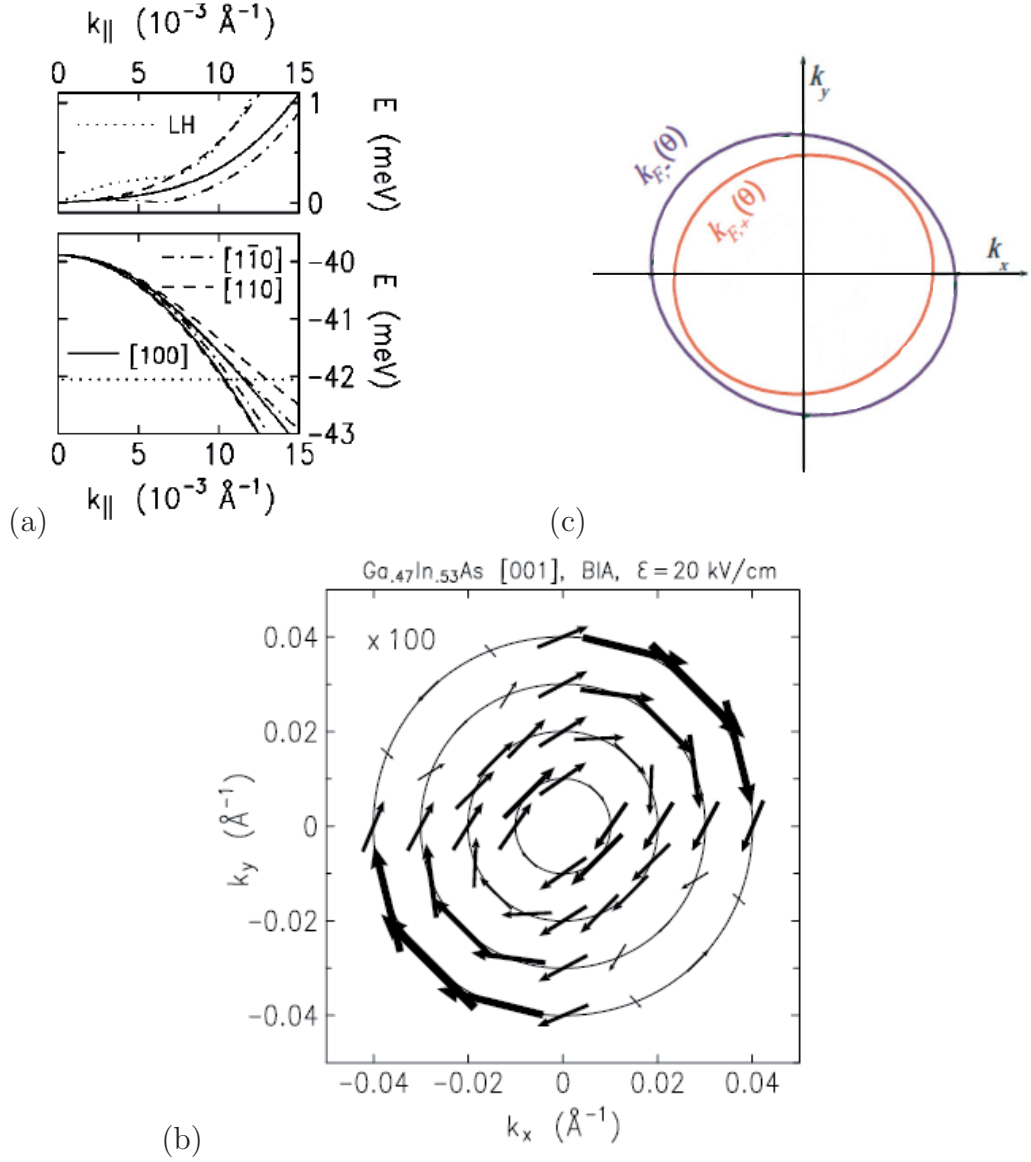 k∥ (10⁻³ Å⁻¹)
0 5 10 15
LH
1
0
E (meV)
[11̄0]
[110]
[100]
−40
−41
−42
−43
E (meV)
0 5 10 15
k∥ (10⁻³ Å⁻¹)
(a)
k_y
k_F,-(θ)
k_F,+(θ)
k_x
(c)
Ga.47In.53As [001], BIA, ℰ = 20 kV/cm
x 100
0.04
0.02
0
−0.02
−0.04
k_y (Å⁻¹)
−0.04 −0.02 0 0.02 0.04
k_x (Å⁻¹)
(b)